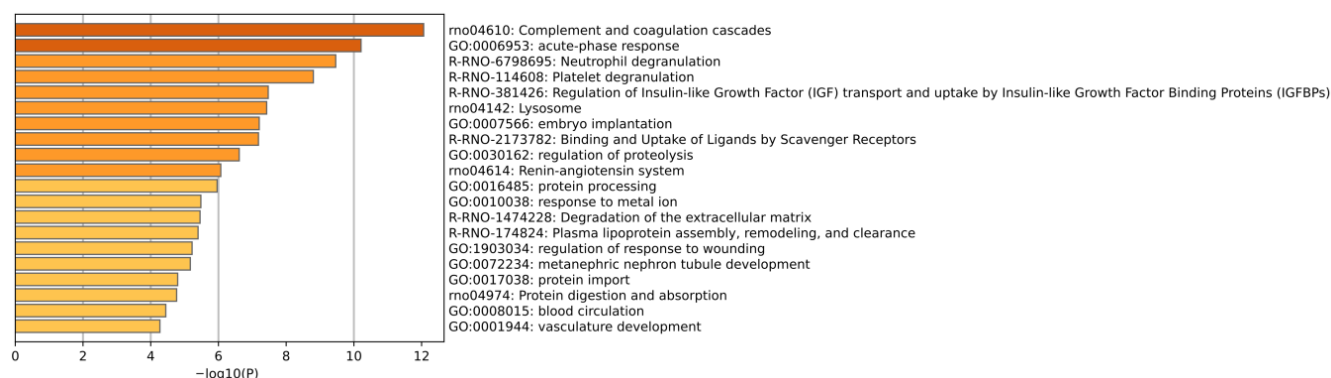 rno04610: Complement and coagulation cascades
GO:0006953: acute-phase response
R-RNO-6798695: Neutrophil degranulation
R-RNO-114608: Platelet degranulation
R-RNO-381426: Regulation of Insulin-like Growth Factor (IGF) transport and uptake by Insulin-like Growth Factor Binding Proteins (IGFBPs)
rno04142: Lysosome
GO:0007566: embryo implantation
R-RNO-2173782: Binding and Uptake of Ligands by Scavenger Receptors
GO:0030162: regulation of proteolysis
rno04614: Renin-angiotensin system
GO:0016485: protein processing
GO:0010038: response to metal ion
R-RNO-1474228: Degradation of the extracellular matrix
R-RNO-174824: Plasma lipoprotein assembly, remodeling, and clearance
GO:1903034: regulation of response to wounding
GO:0072234: metanephric nephron tubule development
GO:0017038: protein import
rno04974: Protein digestion and absorption
GO:0008015: blood circulation
GO:0001944: vasculature development
0 2 4 6 8 10 12
−log10(P)